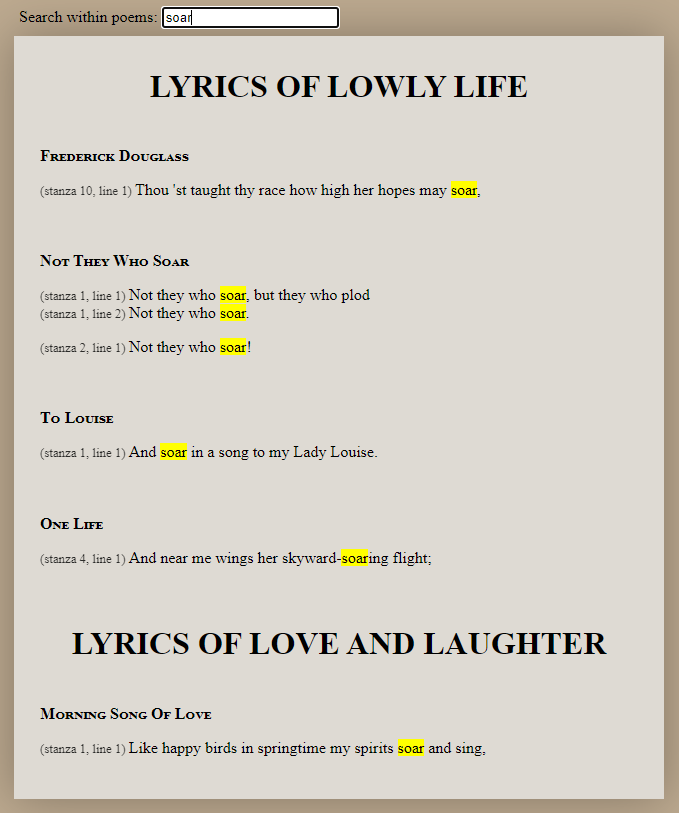 Search within poems: soar
LYRICS OF LOWLY LIFE
Frederick Douglass
(stanza 10, line 1) Thou 'st taught thy race how high her hopes may soar,
Not They Who Soar
(stanza 1, line 1) Not they who soar, but they who plod
(stanza 1, line 2) Not they who soar.
(stanza 2, line 1) Not they who soar!
To Louise
(stanza 1, line 1) And soar in a song to my Lady Louise.
One Life
(stanza 4, line 1) And near me wings her skyward-soaring flight;
LYRICS OF LOVE AND LAUGHTER
Morning Song Of Love
(stanza 1, line 1) Like happy birds in springtime my spirits soar and sing,